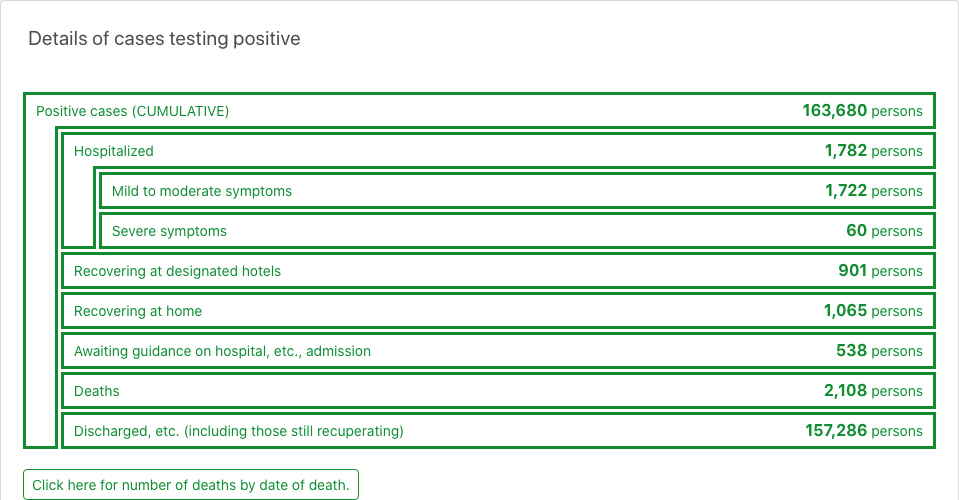 Details of cases testing positive
Positive cases (CUMULATIVE) 163,680 persons
Hospitalized 1,782 persons
Mild to moderate symptoms 1,722 persons
Severe symptoms 60 persons
Recovering at designated hotels 901 persons
Recovering at home 1,065 persons
Awaiting guidance on hospital, etc., admission 538 persons
Deaths 2,108 persons
Discharged, etc. (including those still recuperating) 157,286 persons
Click here for number of deaths by date of death.